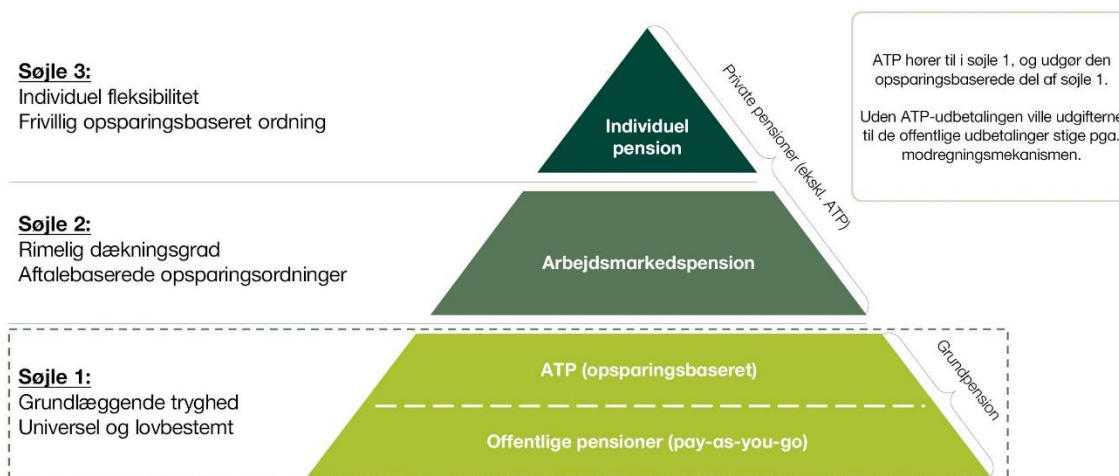 Søjle 3:
Individuel fleksibilitet
Frivillig opsparingsbaseret ordning
Individuel
pension
Private pensioner (ekskl. ATP)
ATP hører til i søjle 1, og udgør den
opsparingsbaserede del af søjle 1.
Uden ATP-udbetalingen ville udgifterne
til de offentlige udbetalinger stige pga.
modregningsmekanismen.
Søjle 2:
Rimelig dækningsgrad
Aftalebaserede opsparingsordninger
Arbejdsmarkedspension
Søjle 1:
Grundlæggende tryghed
Universel og lovbestemt
ATP (opsparingsbaseret)
Offentlige pensioner (pay-as-you-go)
Grundpension